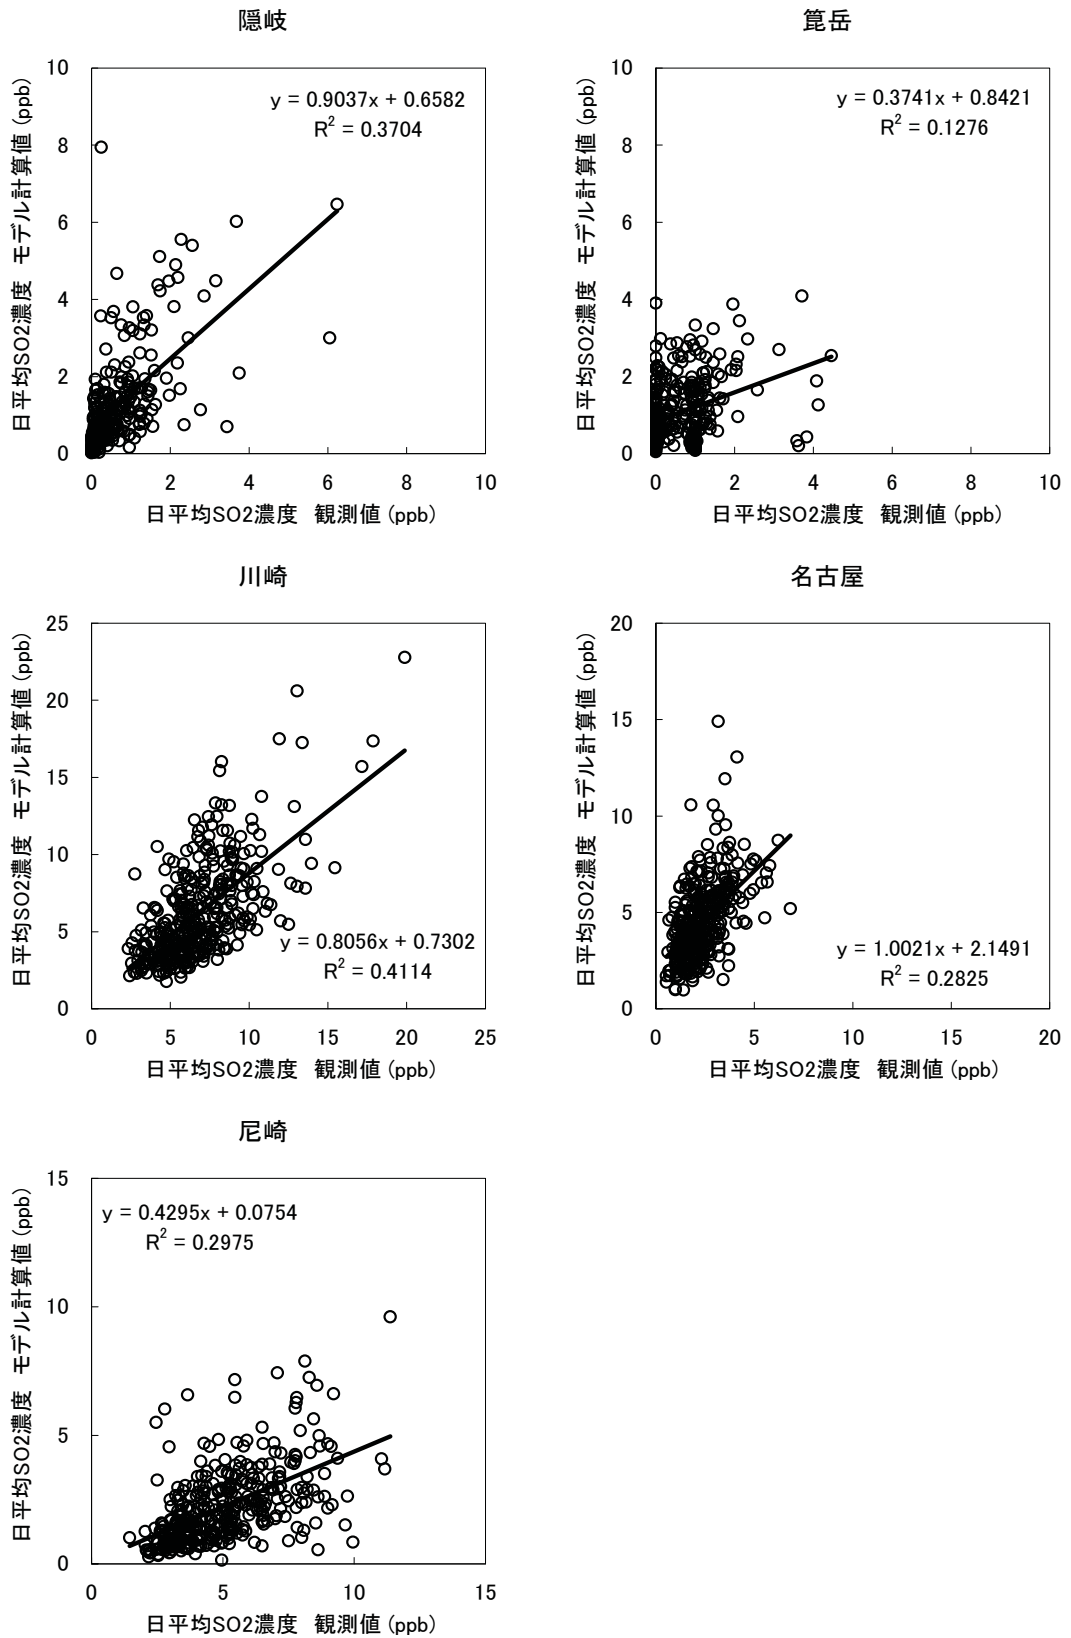 隠岐
日平均SO2濃度 モデル計算値 (ppb)
10
8
6
4
2
0
y = 0.9037x + 0.6582
R² = 0.3704
0 2 4 6 8 10
日平均SO2濃度 観測値 (ppb)
箟岳
日平均SO2濃度 モデル計算値 (ppb)
10
8
6
4
2
0
y = 0.3741x + 0.8421
R² = 0.1276
0 2 4 6 8 10
日平均SO2濃度 観測値 (ppb)
川崎
日平均SO2濃度 モデル計算値 (ppb)
25
20
15
10
5
0
y = 0.8056x + 0.7302
R² = 0.4114
0 5 10 15 20 25
日平均SO2濃度 観測値 (ppb)
名古屋
日平均SO2濃度 モデル計算値 (ppb)
20
15
10
5
0
y = 1.0021x + 2.1491
R² = 0.2825
0 5 10 15 20
日平均SO2濃度 観測値 (ppb)
尼崎
日平均SO2濃度 モデル計算値 (ppb)
15
10
5
0
y = 0.4295x + 0.0754
R² = 0.2975
0 5 10 15
日平均SO2濃度 観測値 (ppb)